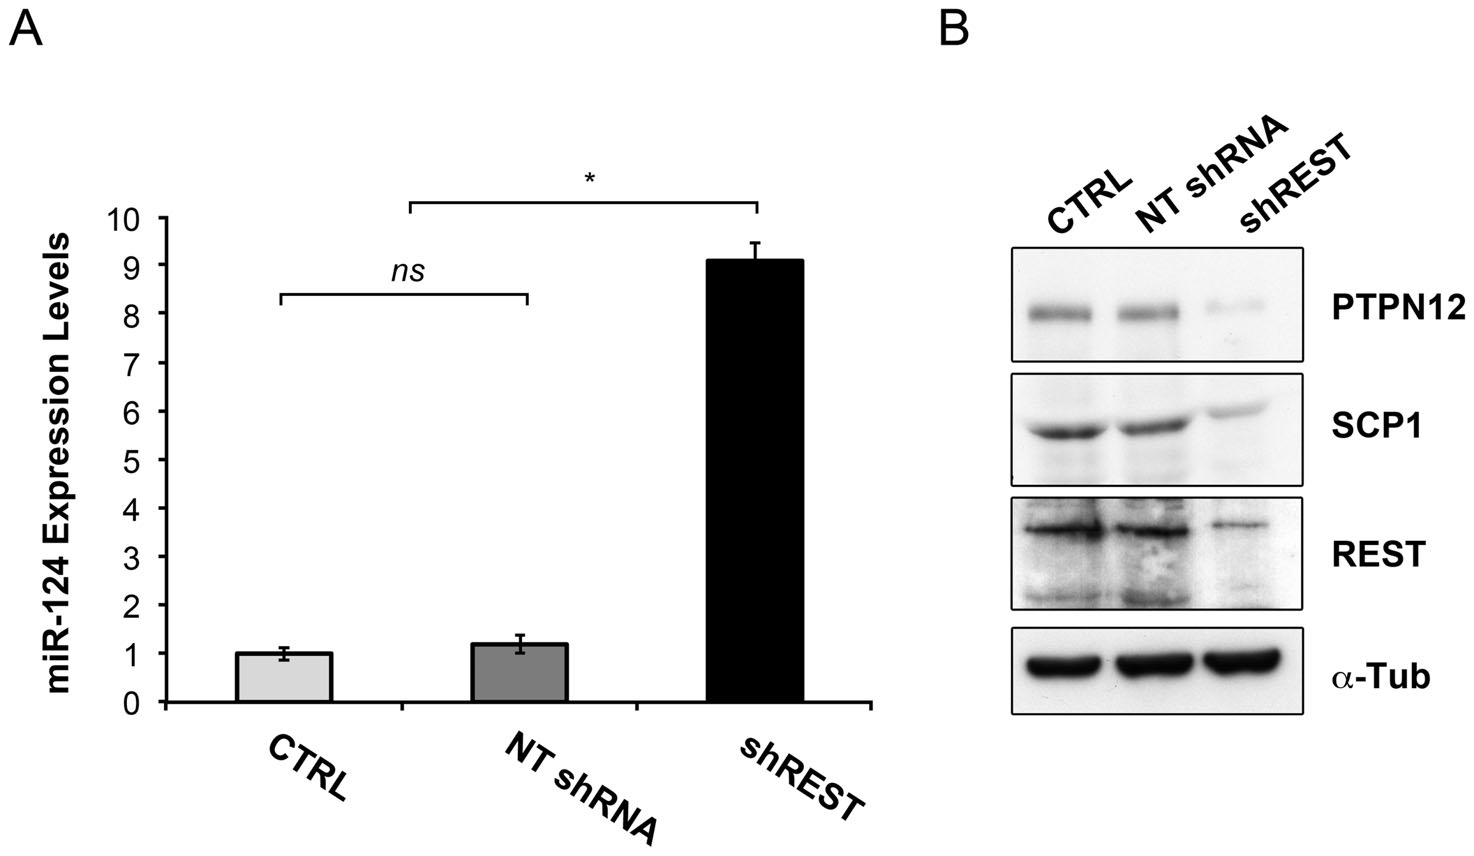 A
B
*
ns
miR-124 Expression Levels
10
9
8
7
6
5
4
3
2
1
0
CTRL
NT shRNA
shREST
CTRL
NT shRNA
shREST
PTPN12
SCP1
REST
α-Tub